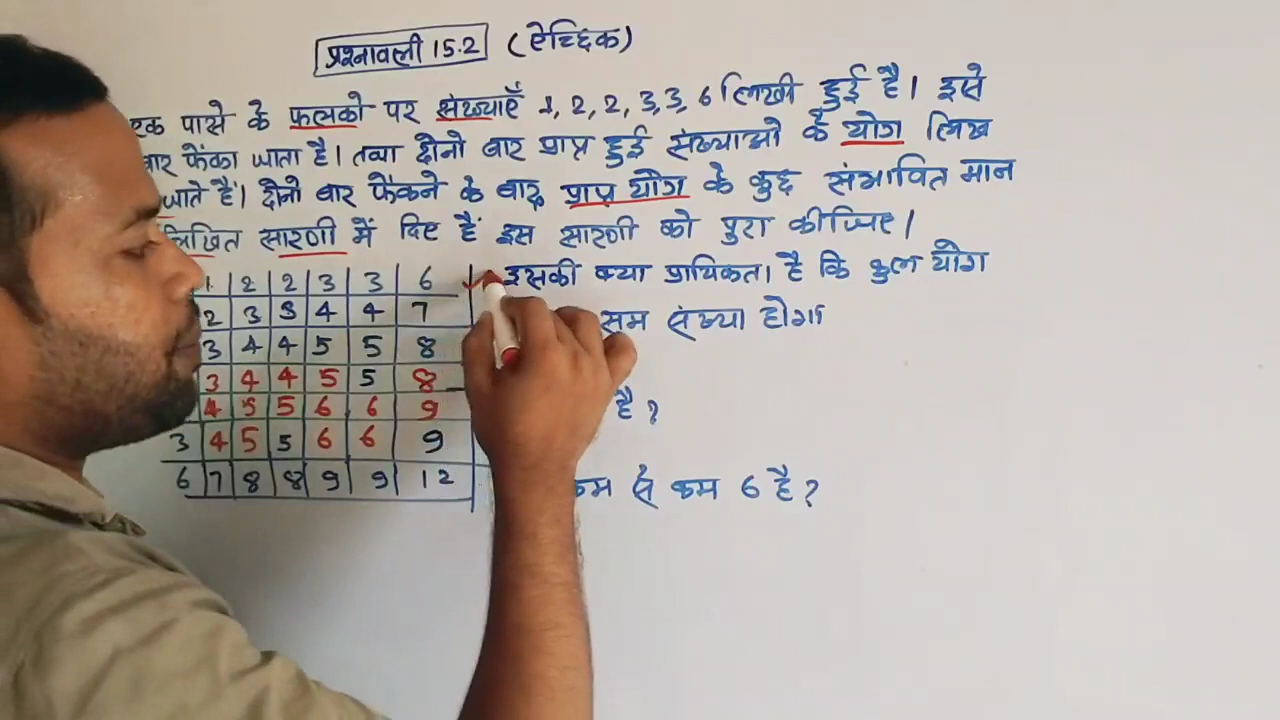 प्रश्नावली 15.2 (ऐच्छिक)
एक पासे के फलको पर संख्याएँ 1, 2, 2, 3, 3, 6 लिखी हुई है। इसे
बार फेंका जाता है। तथा दोनो बार प्राप्त हुई संख्याओ के योग लिख
जाते हैं। दोनो बार फेंकने के बाद प्राप्त योग के कुछ संभावित मान
लिखित सारणी में दिए हैं इस सारणी को पुरा कीजिए।
1 2 2 3 3 6 इसकी क्या प्रायिकता है कि कुल योग
2 3 3 4 4 7 सम संख्या होगा
3 4 4 5 5 8
3 4 4 5 5 8
4 5 5 6 6 9 है?
3 4 5 5 6 6 9
6 7 8 8 9 9 12 कम से कम 6 है?